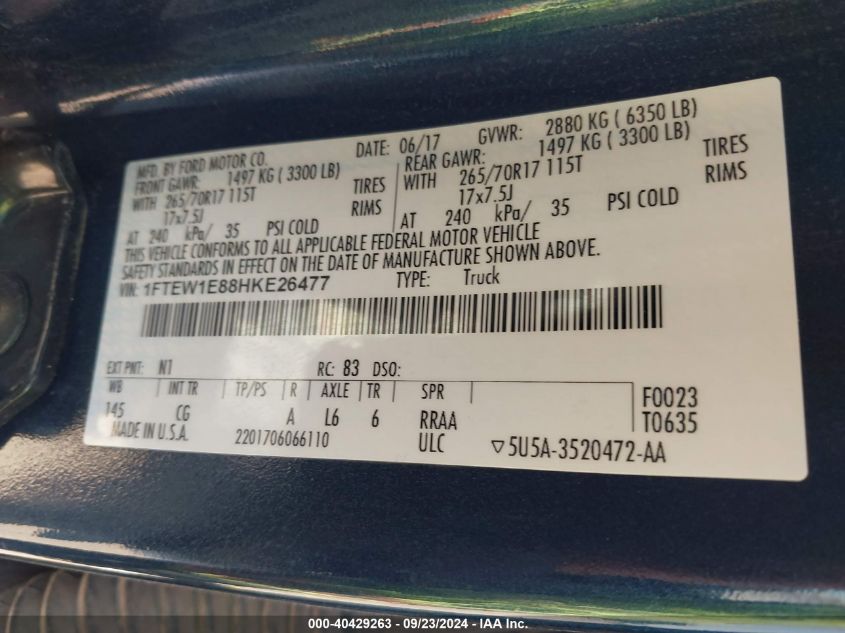 MFD. BY FORD MOTOR CO. DATE: 06/17 GVWR: 2880 KG ( 6350 LB)
FRONT GAWR: 1497 KG ( 3300 LB) REAR GAWR: 1497 KG ( 3300 LB)
WITH 265/70R17 115T TIRES WITH 265/70R17 115T TIRES
17x7.5J RIMS 17x7.5J RIMS
AT 240 kPa/ 35 PSI COLD AT 240 kPa/ 35 PSI COLD
THIS VEHICLE CONFORMS TO ALL APPLICABLE FEDERAL MOTOR VEHICLE
SAFETY STANDARDS IN EFFECT ON THE DATE OF MANUFACTURE SHOWN ABOVE.
VIN: 1FTEW1E88HKE26477 TYPE: Truck
EXT PNT: N1 RC: 83 DSO:
WB INT TR TP/PS R AXLE TR SPR F0023
145 CG A L6 6 RRAA T0635
MADE IN U.S.A. 2201706066110 ULC ▽5U5A-3520472-AA
000-40429263 - 09/23/2024 - IAA Inc.